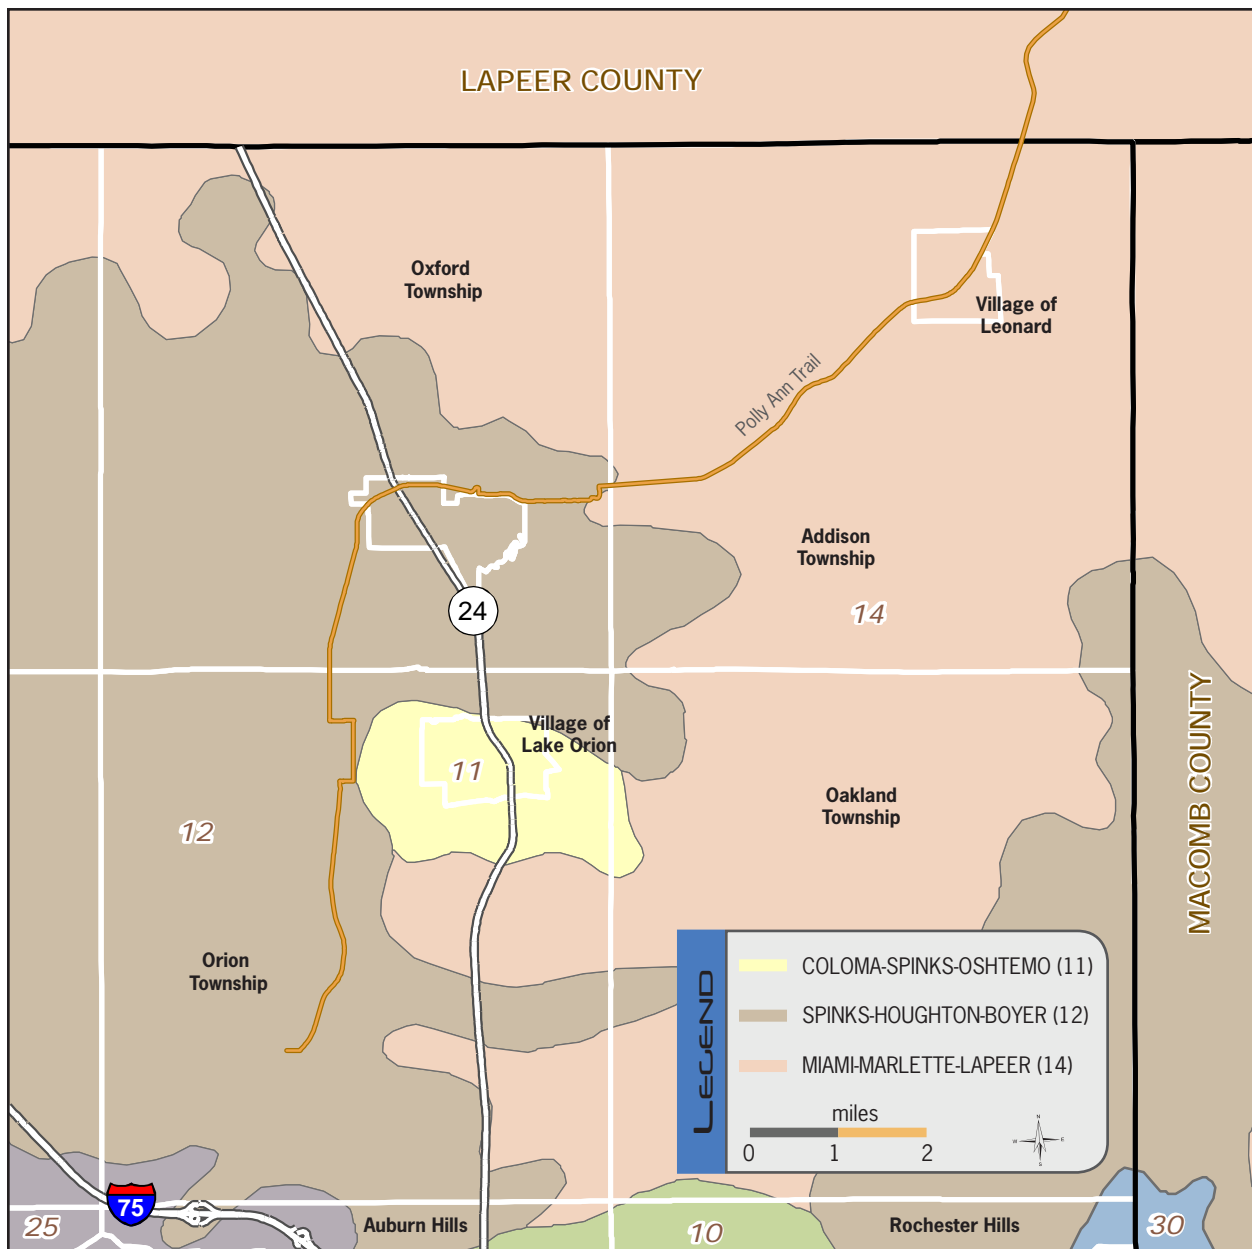 LAPEER COUNTY
Oxford
Township
Village of
Leonard
Polly Ann Trail
Addison
Township
14
24
MACOMB COUNTY
Village of
Lake Orion
11
12
Oakland
Township
Orion
Township
LEGEND
COLOMA-SPINKS-OSHTEMO (11)
SPINKS-HOUGHTON-BOYER (12)
MIAMI-MARLETTE-LAPEER (14)
miles
0 1 2
N
W E
S
75
25
Auburn Hills
10
Rochester Hills
30